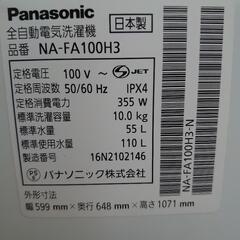 Panasonic
日本製
全自動電気洗濯機
品番 NA-FA100H3
定格電圧 100 V~ S-JET
定格周波数 50/60 Hz IPX4
定格消費電力 355 W
標準洗濯容量 10.0 kg
標準水量 55 L
標準使用水量 110 L
16N2102146
パナソニック株式会社
NA-FA100H3-N
外形寸法
幅 599 mm×奥行 648 mm×高さ 1071 mm